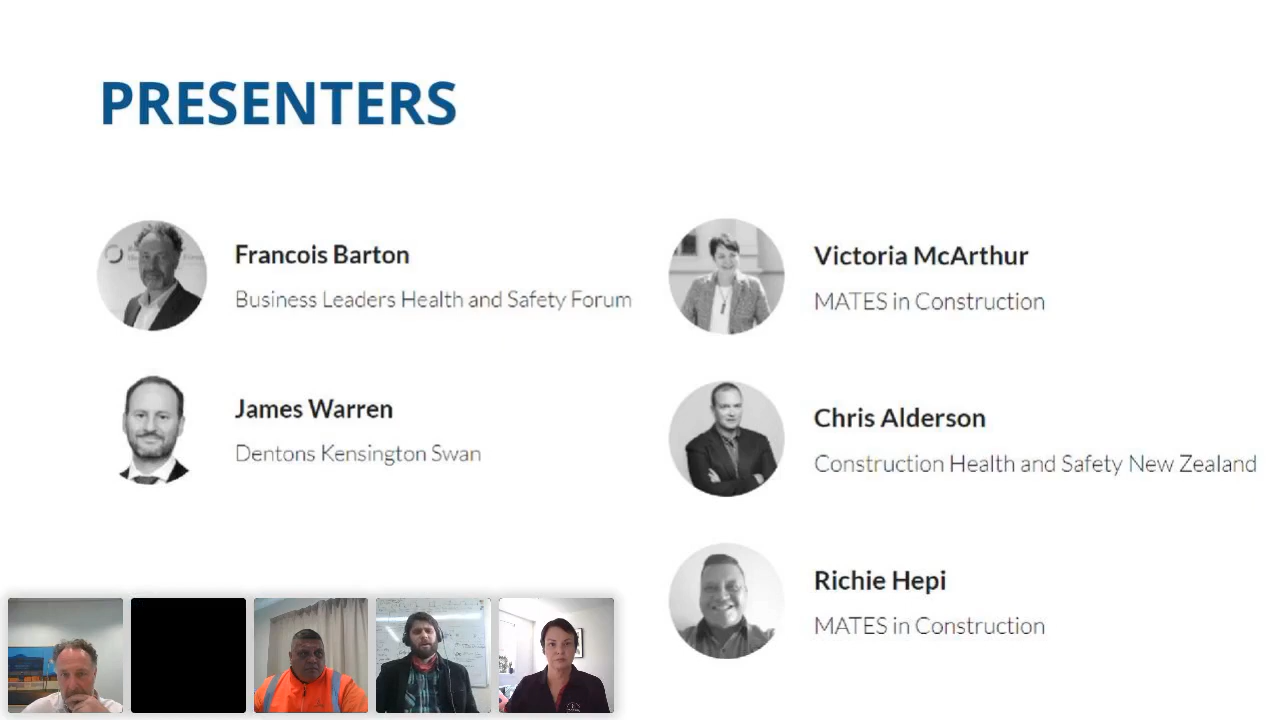 PRESENTERS
Francois Barton
Business Leaders Health and Safety Forum
James Warren
Dentons Kensington Swan
Victoria McArthur
MATES in Construction
Chris Alderson
Construction Health and Safety New Zealand
Richie Hepi
MATES in Construction